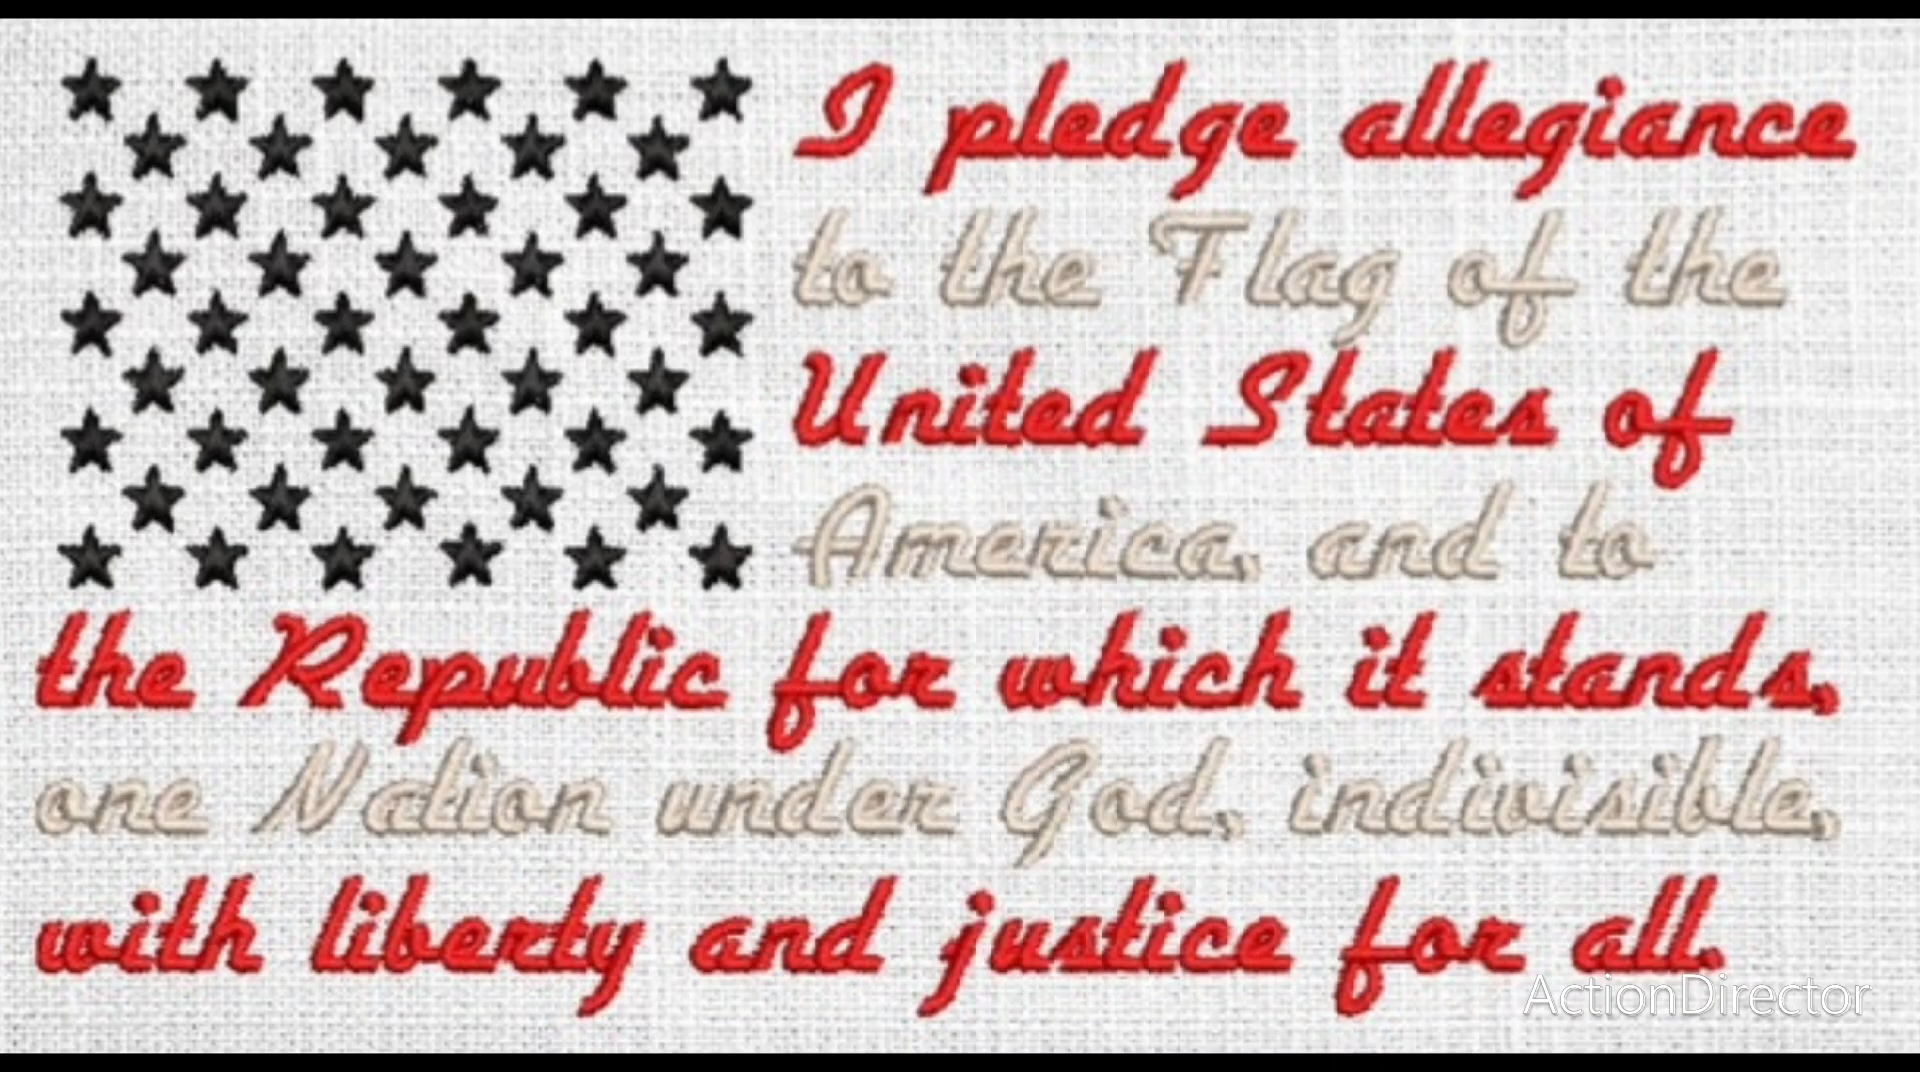 I pledge allegiance
to the Flag of the
United States of
America, and to
the Republic for which it stands,
one Nation under God, indivisible,
with liberty and justice for all.
ActionDirector